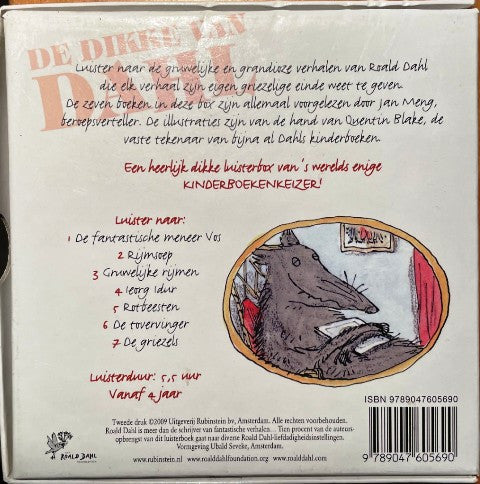 DE DIKKE VAN
DAHL
Luister naar de gruwelijke en grandioze verhalen van Roald Dahl
die elk verhaal zijn eigen griezelige einde weet te geven.
De zeven boeken in deze box zijn allemaal voorgelezen door Jan Meng,
beroepsverteller. De illustraties zijn van de hand van Quentin Blake, de
vaste tekenaar van bijna al Dahls kinderboeken.
Een heerlijk dikke luisterbox van 's werelds enige
KINDERBOEKENKEIZER!
Luister naar:
1 De fantastische meneer Vos
2 Rijmsoep
3 Gruwelijke rijmen
4 Ieorg Idur
5 Rotbeesten
6 De tovervinger
7 De griezels
Luisterduur: 5,5 uur
Vanaf 4 jaar
ISBN 9789047605690
Tweede druk ©2009 Uitgeverij Rubinstein bv, Amsterdam. Alle rechten voorbehouden.
Roald Dahl is meer dan de schrijver van fantastische verhalen... Tien procent van de auteurs-
opbrengst van dit luisterboek gaat naar diverse Roald Dahl-liefdadigheidsinstellingen.
Vormgeving Ubald Seveke, Amsterdam.
www.rubinstein.nl www.roalddahlfoundation.org www.roalddahl.com
ROALD DAHL
9 789047 605690